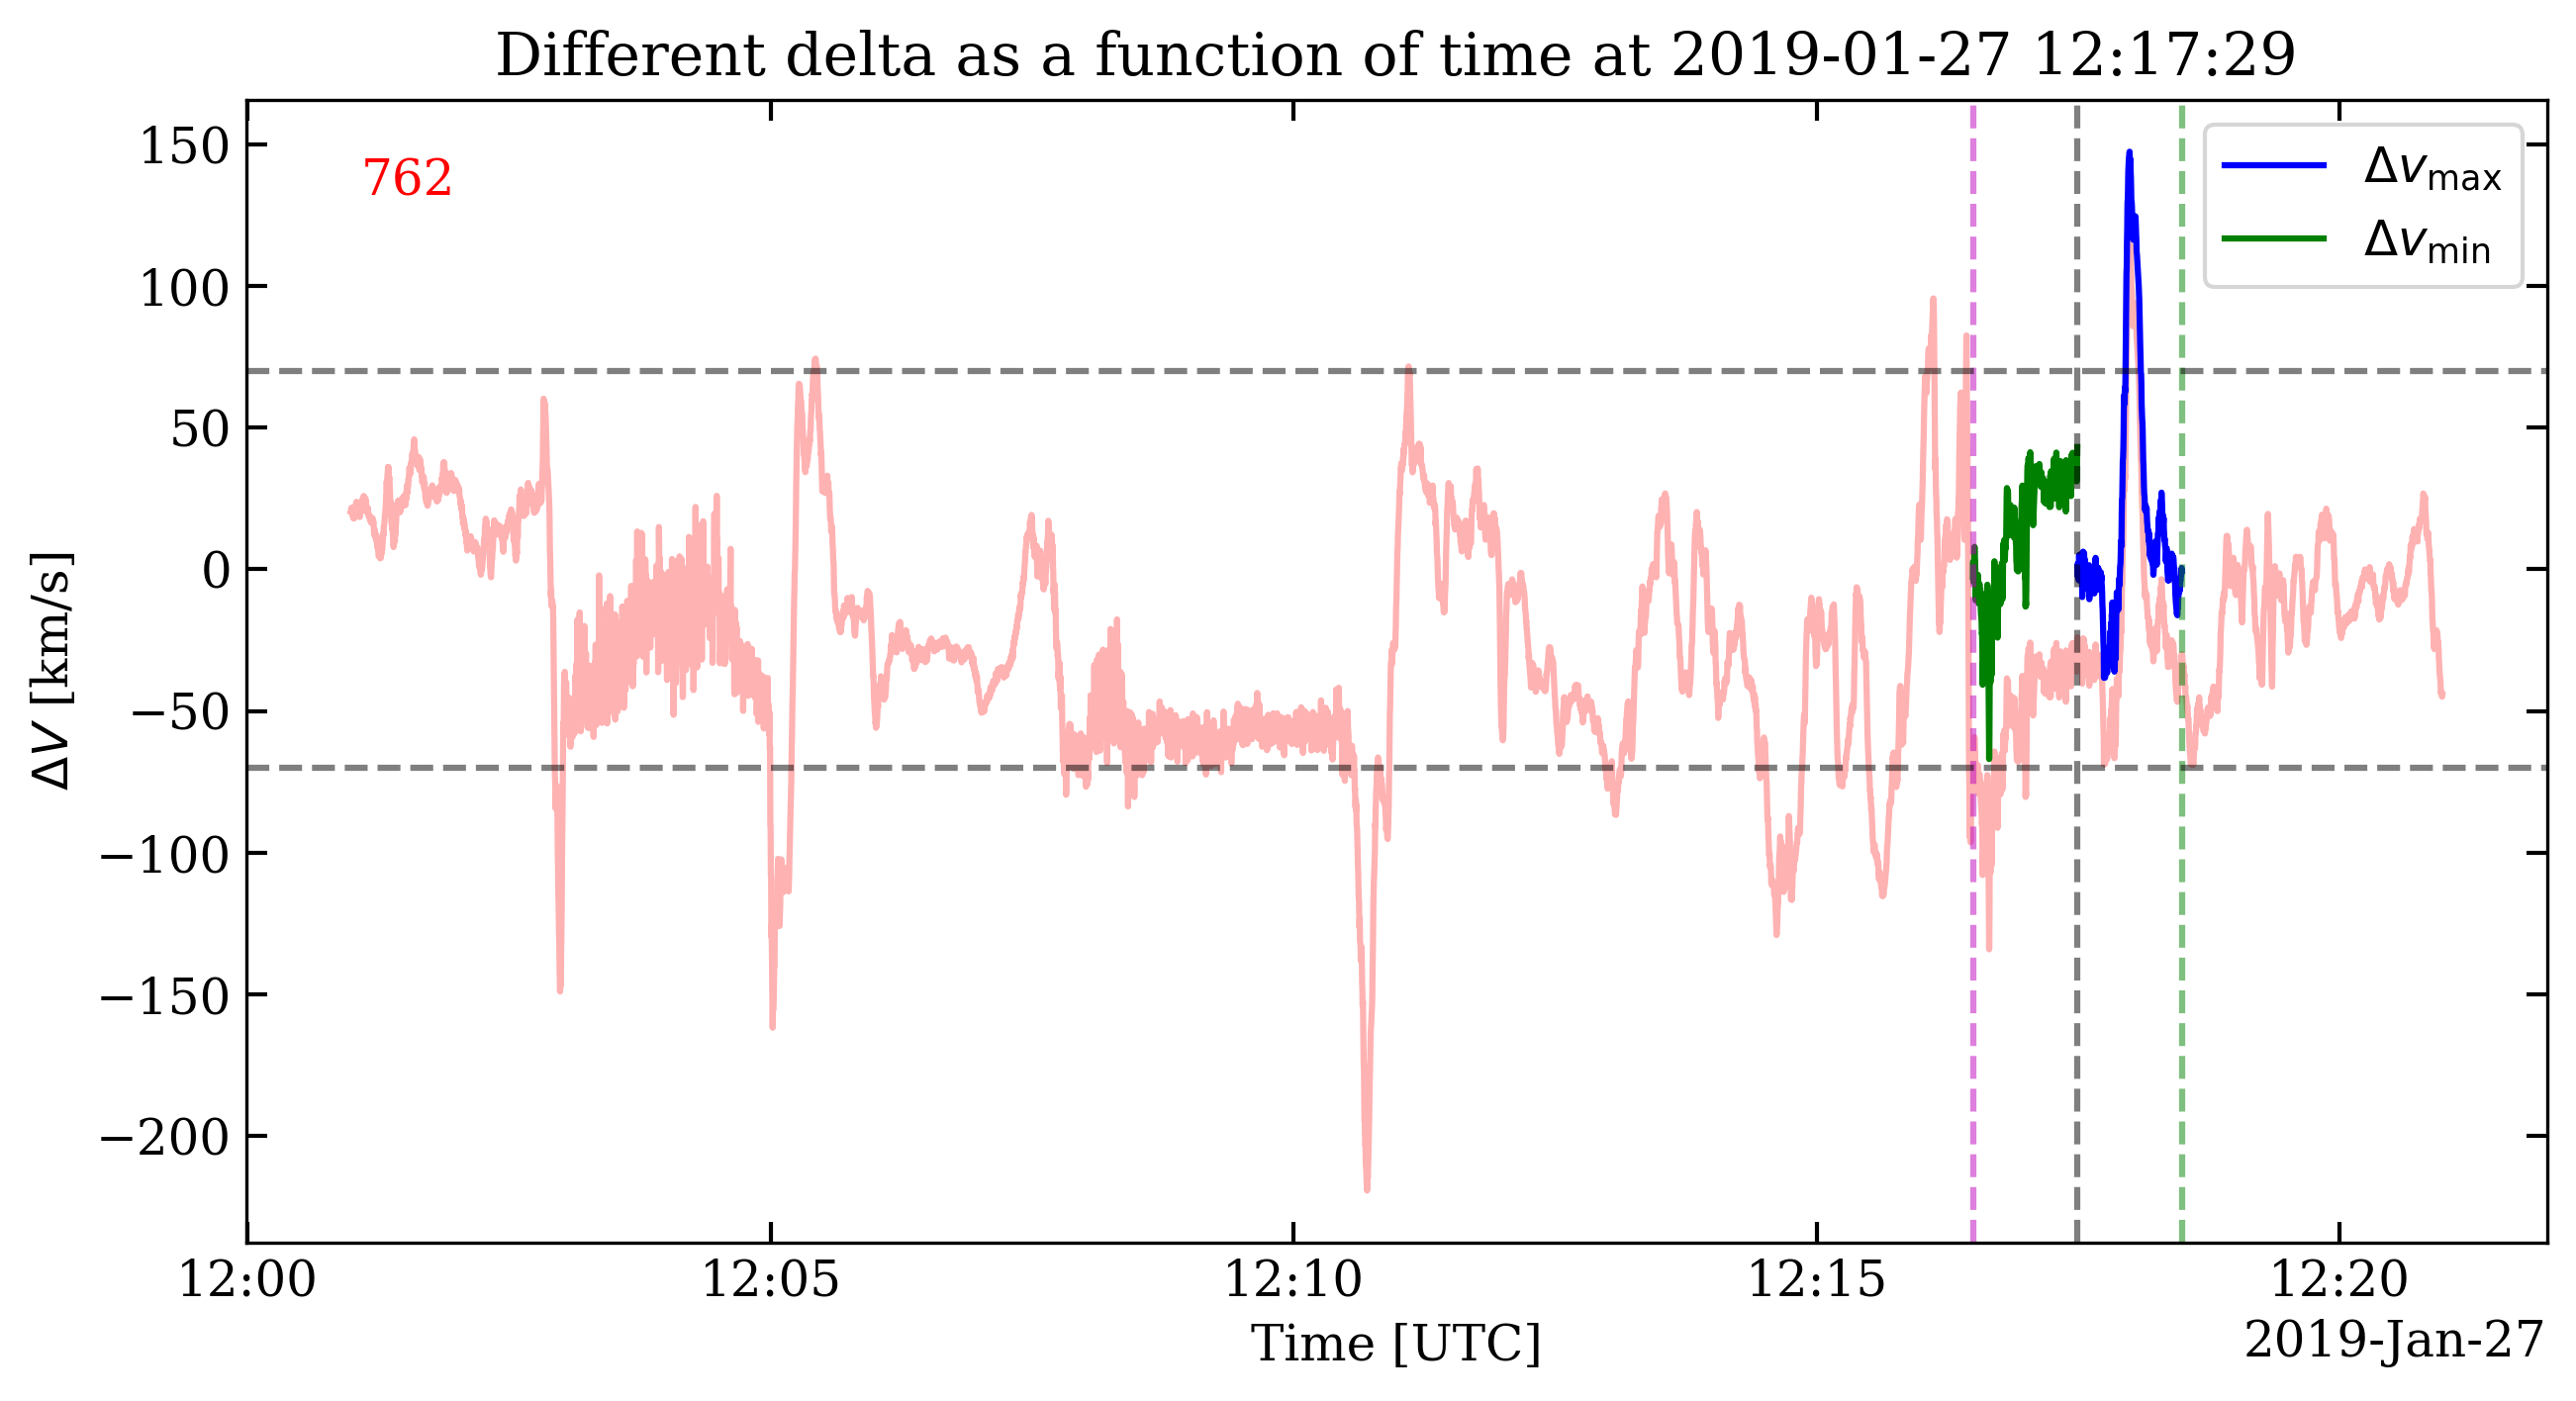 Different delta as a function of time at 2019-01-27 12:17:29
762
Δv_max
Δv_min
150
100
50
0
−50
−100
−150
−200
ΔV [km/s]
12:00 12:05 12:10 12:15 12:20
Time [UTC]
2019-Jan-27